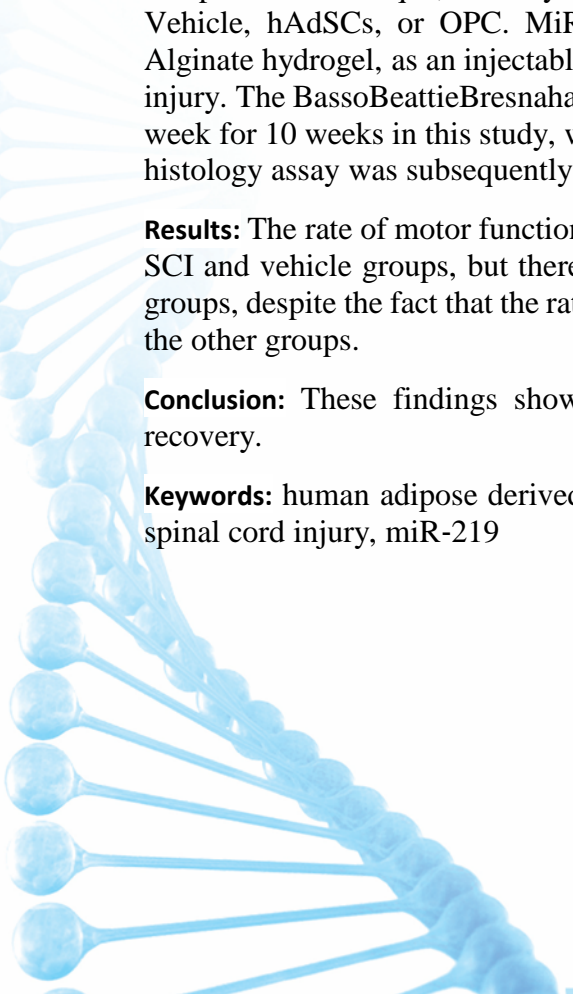 Vehicle, hAdSCs, or OPC. MiR
Alginate hydrogel, as an injectabl
injury. The BassoBeattieBresnaha
week for 10 weeks in this study, v
histology assay was subsequently
Results: The rate of motor function
SCI and vehicle groups, but there
groups, despite the fact that the rat
the other groups.
Conclusion: These findings show
recovery.
Keywords: human adipose derived
spinal cord injury, miR-219